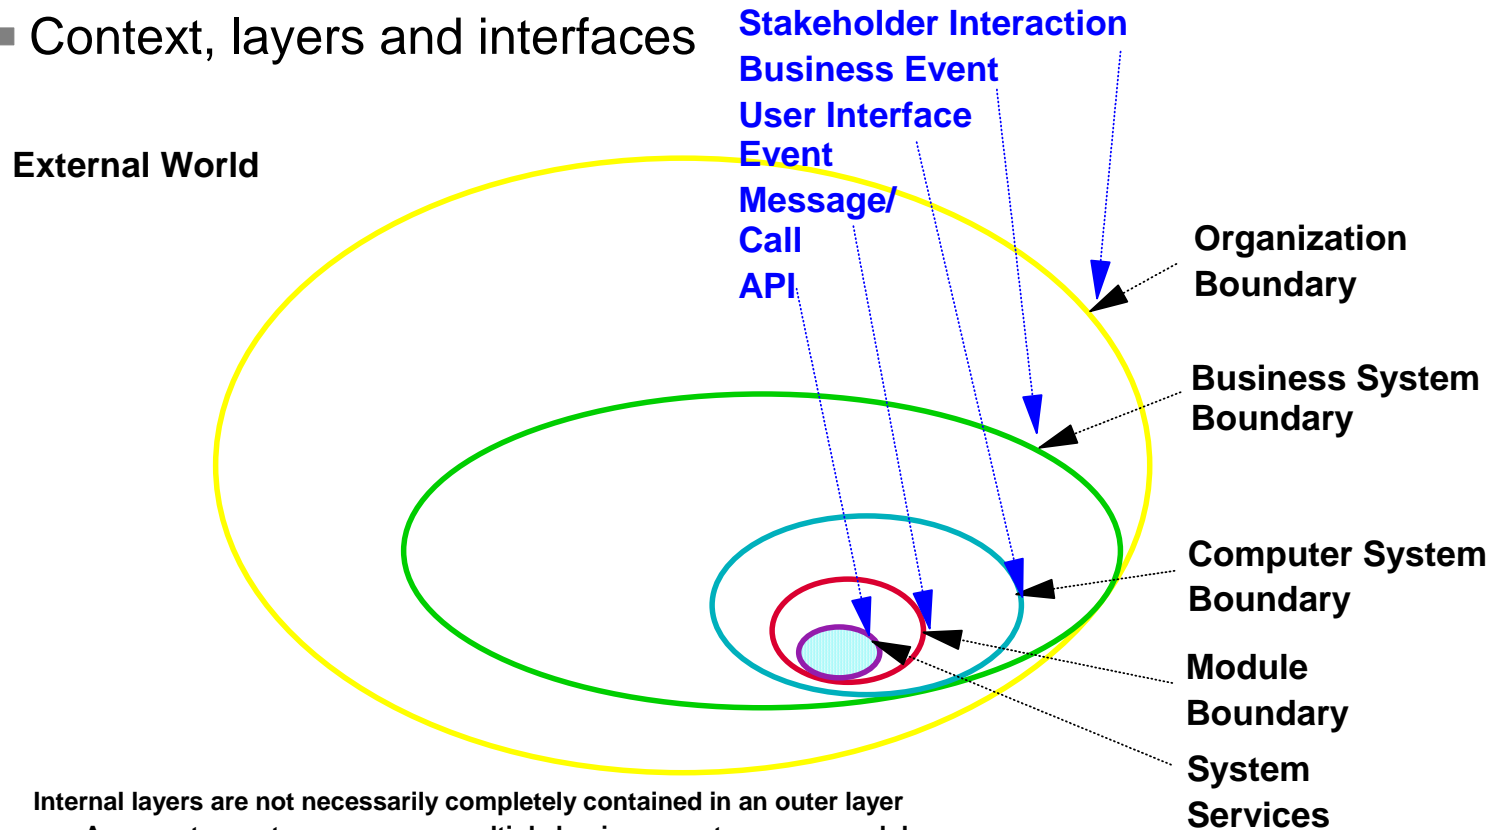 Context, layers and interfaces
Stakeholder Interaction
Business Event
User Interface
Event
Message/
Call
API
External World
Organization
Boundary
Business System
Boundary
Computer System
Boundary
Module
Boundary
System
Services
Internal layers are not necessarily completely contained in an outer layer